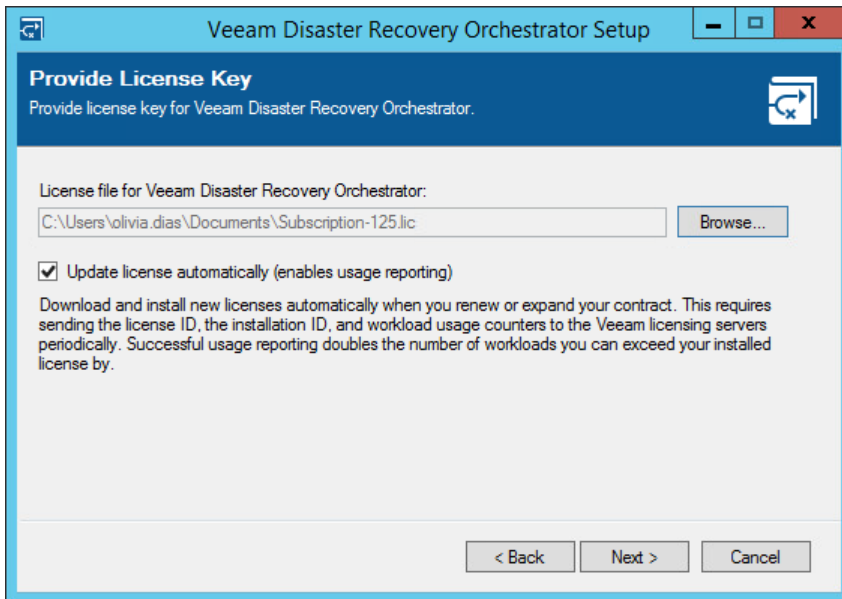 Veeam Disaster Recovery Orchestrator Setup
Provide License Key
Provide license key for Veeam Disaster Recovery Orchestrator.
License file for Veeam Disaster Recovery Orchestrator:
C:\Users\olivia.dias\Documents\Subscription-125.lic
Browse...
Update license automatically (enables usage reporting)
Download and install new licenses automatically when you renew or expand your contract. This requires
sending the license ID, the installation ID, and workload usage counters to the Veeam licensing servers
periodically. Successful usage reporting doubles the number of workloads you can exceed your installed
license by.
< Back
Next >
Cancel